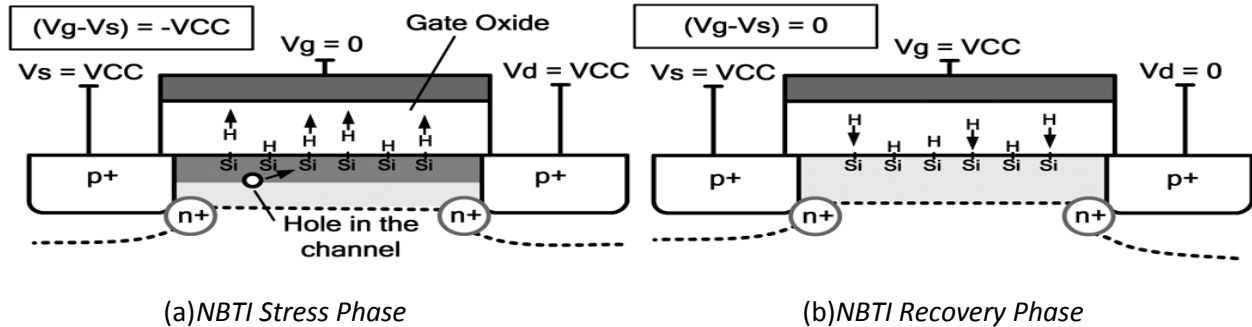 (Vg-Vs) = -VCC
Gate Oxide
Vg = 0
Vs = VCC
Vd = VCC
H H H H H H
Si Si Si Si Si Si
p+
p+
n+
n+
Hole in the
channel
(a)NBTI Stress Phase
(Vg-Vs) = 0
Vg = VCC
Vs = VCC
Vd = 0
H H H H H H
Si Si Si Si Si Si
p+
p+
n+
n+
(b)NBTI Recovery Phase